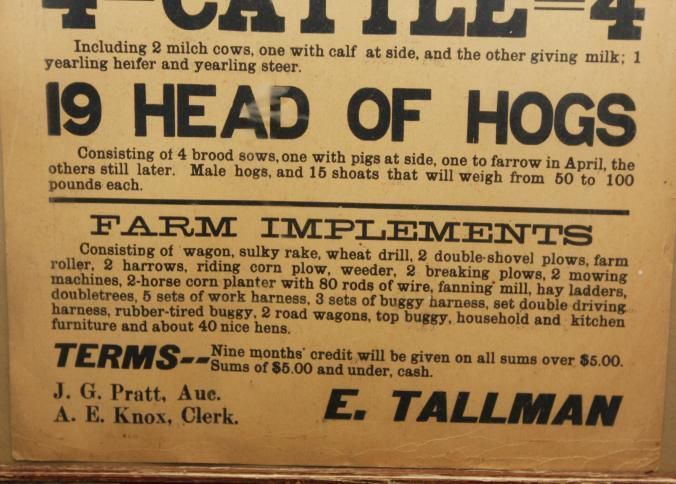 4-CATTLE-4
Including 2 milch cows, one with calf at side, and the other giving milk; 1
yearling heifer and yearling steer.
19 HEAD OF HOGS
Consisting of 4 brood sows, one with pigs at side, one to farrow in April, the
others still later. Male hogs, and 15 shoats that will weigh from 50 to 100
pounds each.
FARM IMPLEMENTS
Consisting of wagon, sulky rake, wheat drill, 2 double-shovel plows, farm
roller, 2 harrows, riding corn plow, weeder, 2 breaking plows, 2 mowing
machines, 2-horse corn planter with 80 rods of wire, fanning mill, hay ladders,
doubletrees, 5 sets of work harness, 3 sets of buggy harness, set double driving
harness, rubber-tired buggy, 2 road wagons, top buggy, household and kitchen
furniture and about 40 nice hens.
TERMS-- Nine months' credit will be given on all sums over $5.00.
Sums of $5.00 and under, cash.
J. G. Pratt, Auc.
A. E. Knox, Clerk.
E. TALLMAN